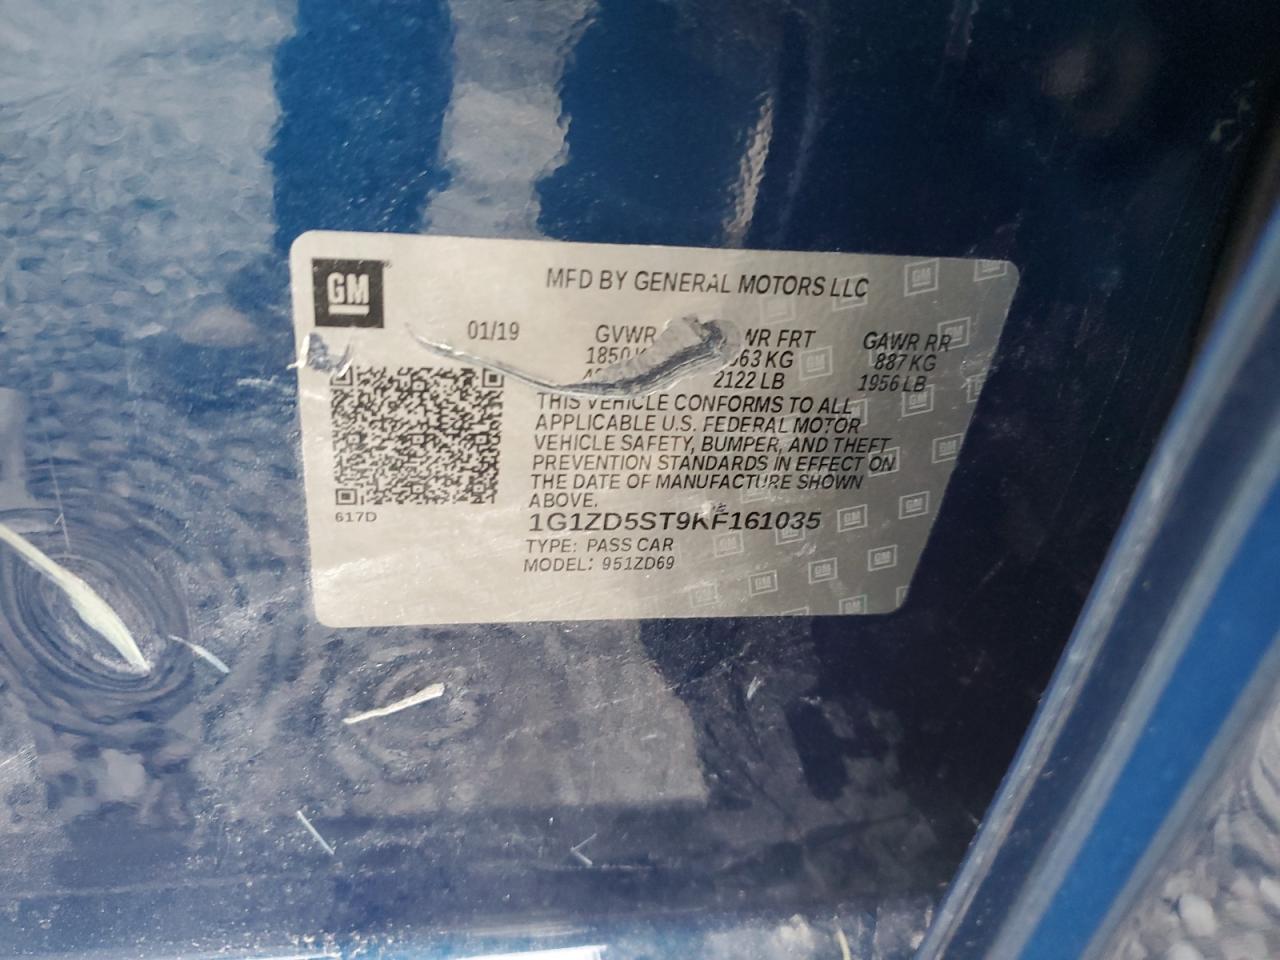 GM
MFD BY GENERAL MOTORS LLC
01/19 GVWR WR FRT GAWR RR
1850 63 KG 887 KG
2122 LB 1956 LB
THIS VEHICLE CONFORMS TO ALL
APPLICABLE U.S. FEDERAL MOTOR
VEHICLE SAFETY, BUMPER, AND THEFT
PREVENTION STANDARDS IN EFFECT ON
THE DATE OF MANUFACTURE SHOWN
ABOVE.
617D
1G1ZD5ST9KF161035
TYPE: PASS CAR
MODEL: 951ZD69